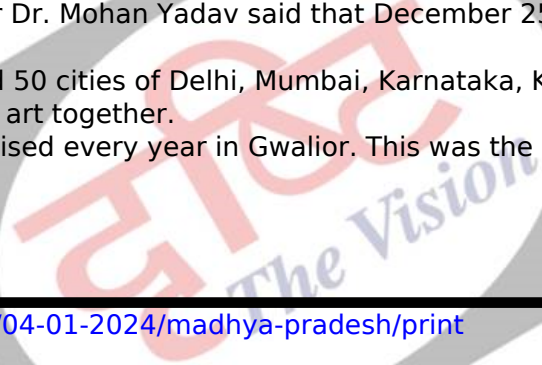 Dr. Mohan Yadav said that December 25
50 cities of Delhi, Mumbai, Karnataka, K
art together.
ised every year in Gwalior. This was the
दृष्टि
The Vision
/04-01-2024/madhya-pradesh/print